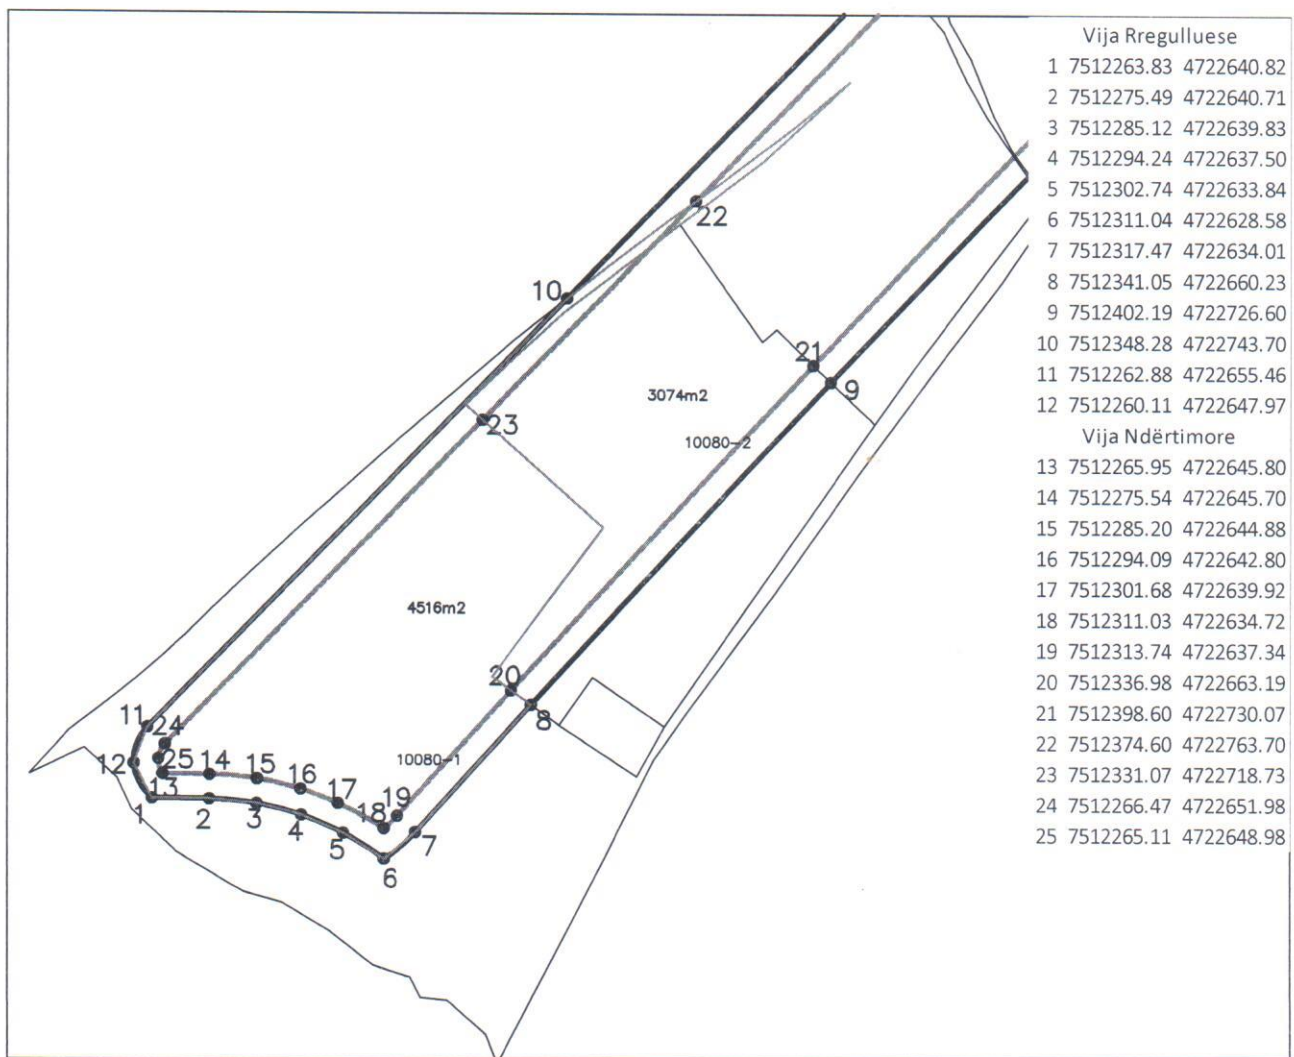 Vija Rregulluese
1 7512263.83 4722640.82
2 7512275.49 4722640.71
3 7512285.12 4722639.83
4 7512294.24 4722637.50
5 7512302.74 4722633.84
6 7512311.04 4722628.58
7 7512317.47 4722634.01
8 7512341.05 4722660.23
9 7512402.19 4722726.60
10 7512348.28 4722743.70
11 7512262.88 4722655.46
12 7512260.11 4722647.97
Vija Ndërtimore
13 7512265.95 4722645.80
14 7512275.54 4722645.70
15 7512285.20 4722644.88
16 7512294.09 4722642.80
17 7512301.68 4722639.92
18 7512311.03 4722634.72
19 7512313.74 4722637.34
20 7512336.98 4722663.19
21 7512398.60 4722730.07
22 7512374.60 4722763.70
23 7512331.07 4722718.73
24 7512266.47 4722651.98
25 7512265.11 4722648.98
22
10
21
9
3074m2
23
10080-2
4516m2
20
8
11
24
12
25
10080-1
13
14
15
16
17
18
19
1
2
3
4
5
6
7